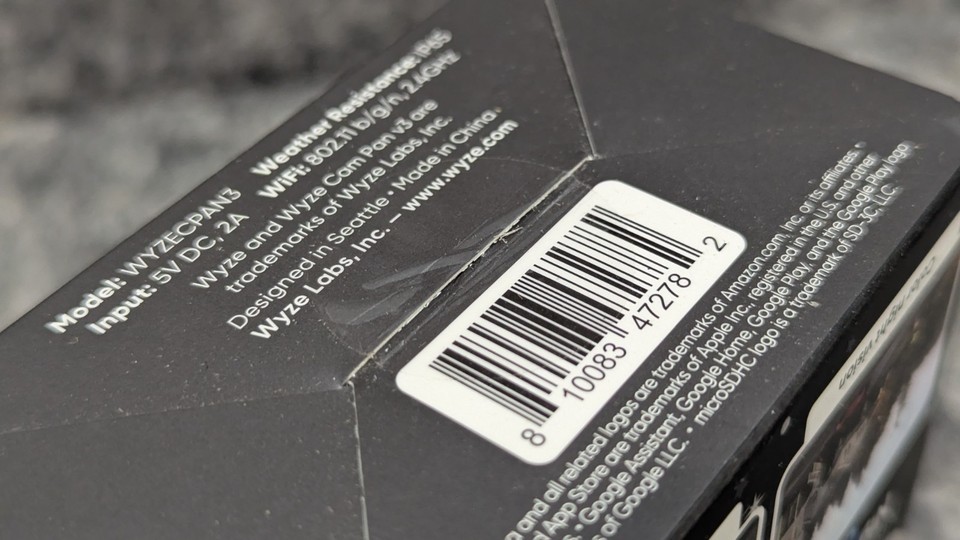 Model: WYZECPAN3
Weather Resistance: IP65
Input: 5V DC, 2A
WiFi: 802.11 b/g/n, 2.4GHz
Wyze and Wyze Cam Pan v3 are
trademarks of Wyze Labs, Inc.
Designed in Seattle • Made in China.
Wyze Labs, Inc. – www.wyze.com
8 10083 47278 2
and all related logos are trademarks of Amazon.com, Inc. or its affiliates. •
App Store are trademarks of Apple Inc., registered in the U.S. and other
• Google Assistant, Google Home, Google Play, and the Google Play logo
of Google LLC. • microSDHC logo is a trademark of SD-3C, LLC.
Color night vision